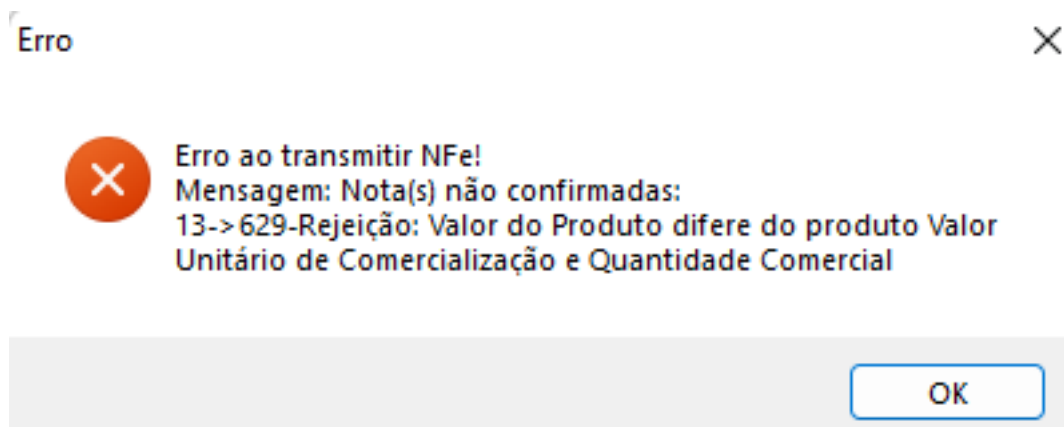 Erro
Erro ao transmitir NFe!
Mensagem: Nota(s) não confirmadas:
13->629-Rejeição: Valor do Produto difere do produto Valor
Unitário de Comercialização e Quantidade Comercial
OK